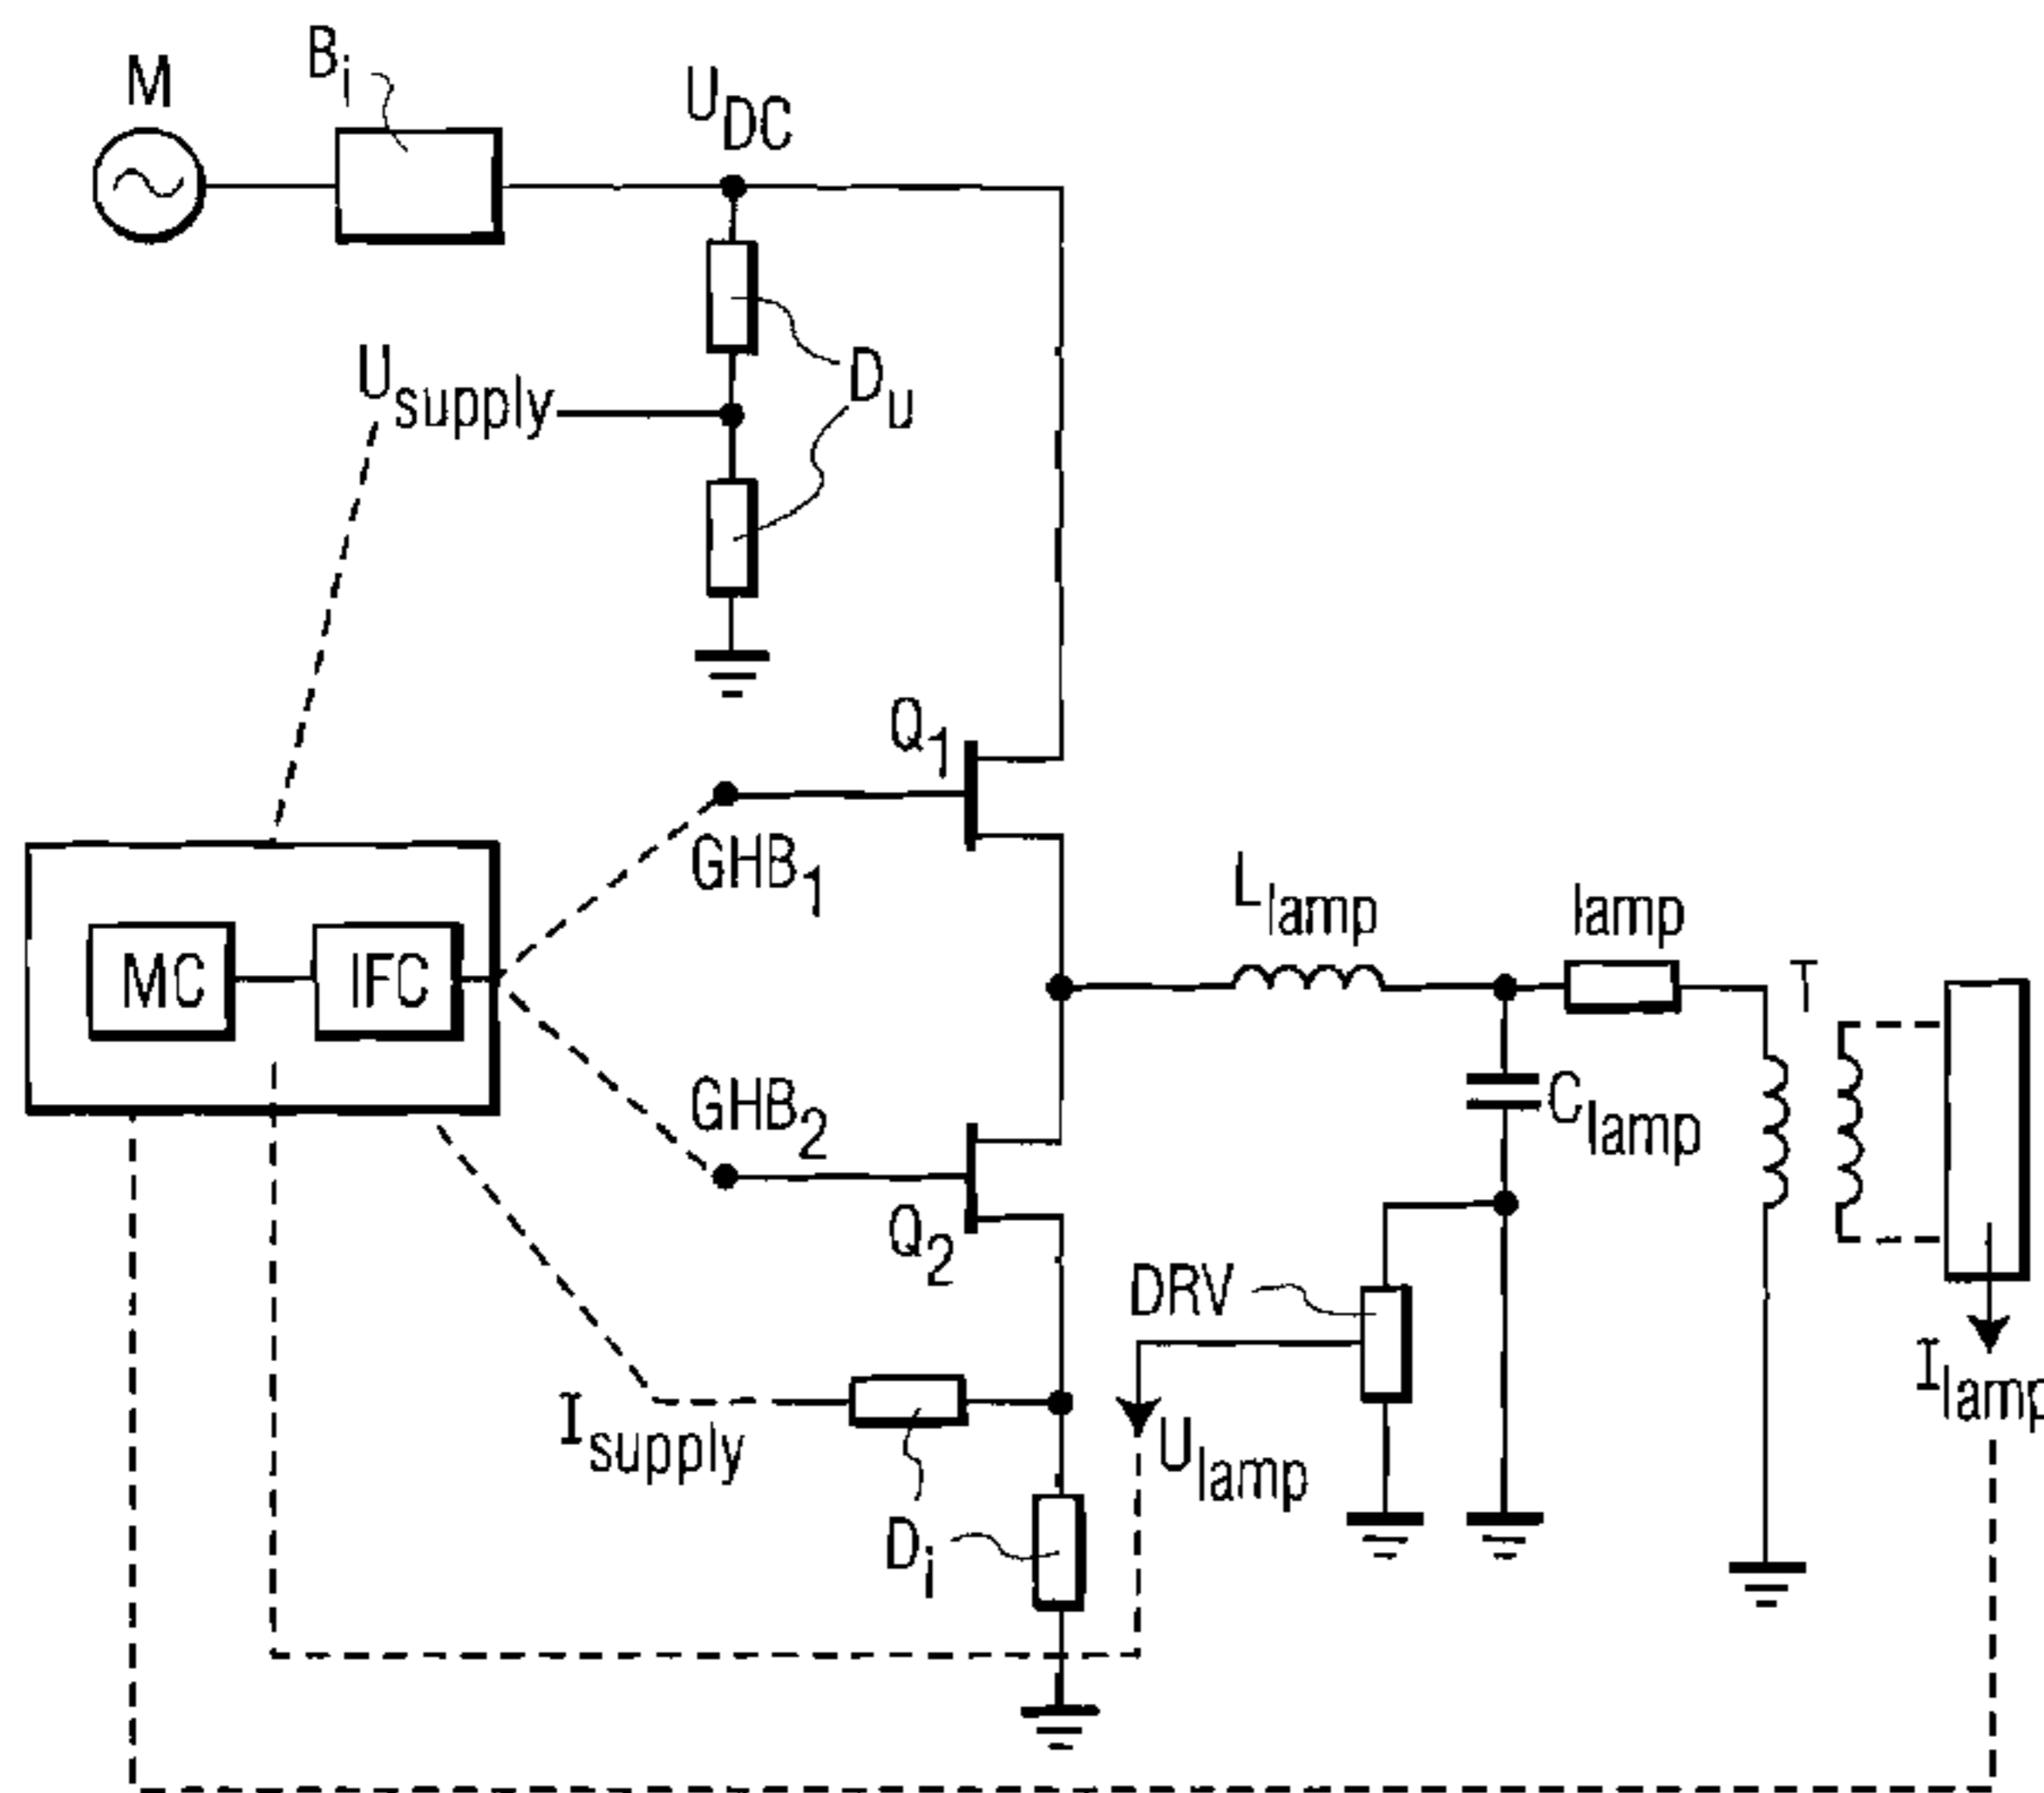 M
Bi
UDC
Usupply
Du
Q1
GHB1
MC
IFC
Llamp
lamp
T
GHB2
Clamp
Q2
DRV
Isupply
Ulamp
Ilamp
Di